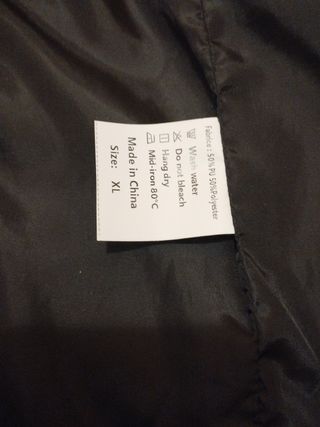 Fabrice : 50%PU 50%Polyester
Wash water
Do not bleach
Hang dry
Mid-iron 80°C
Made in China
Size: XL